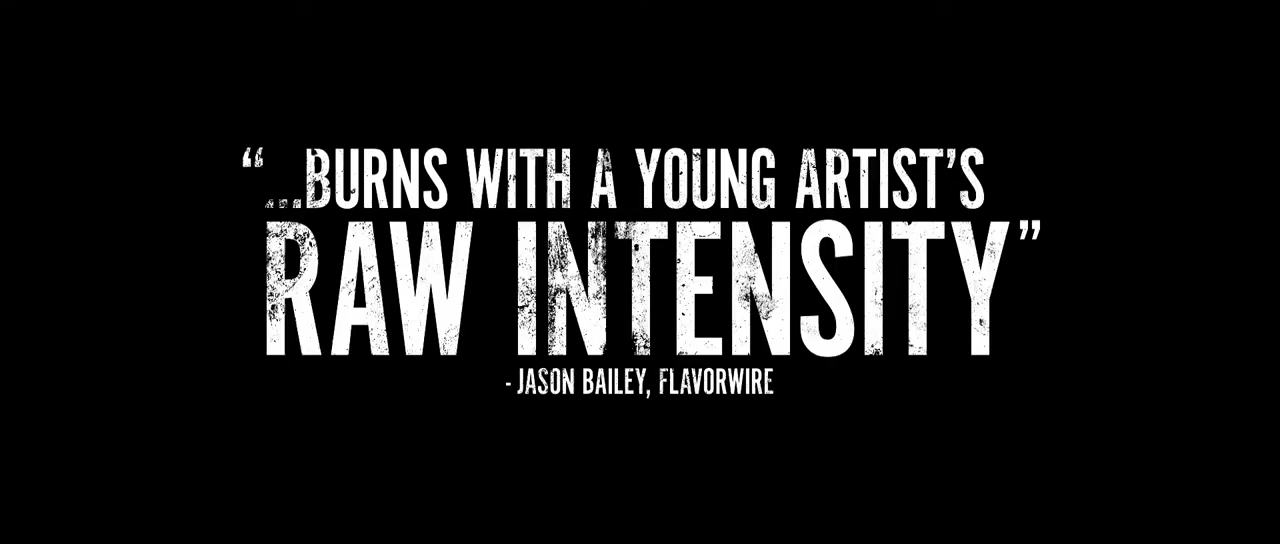 “...BURNS WITH A YOUNG ARTIST’S
RAW INTENSITY”
- JASON BAILEY, FLAVORWIRE